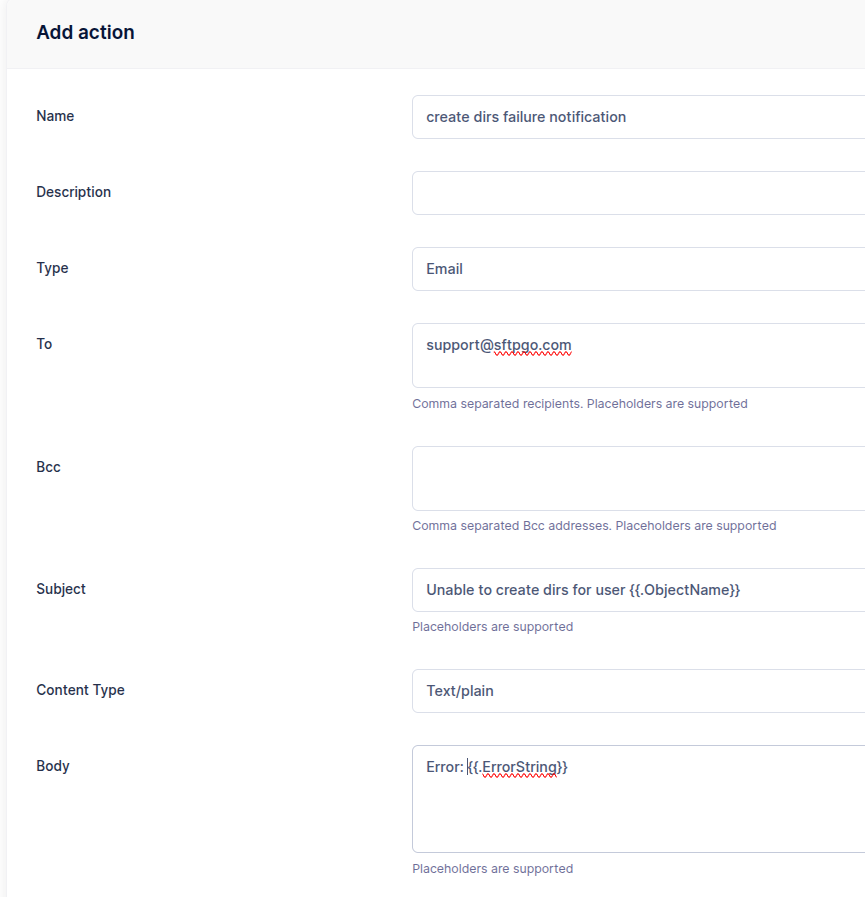 Add action
Name
create dirs failure notification
Description
Type
Email
To
support@sftpgo.com
Comma separated recipients. Placeholders are supported
Bcc
Comma separated Bcc addresses. Placeholders are supported
Subject
Unable to create dirs for user {{.ObjectName}}
Placeholders are supported
Content Type
Text/plain
Body
Error: {{.ErrorString}}
Placeholders are supported